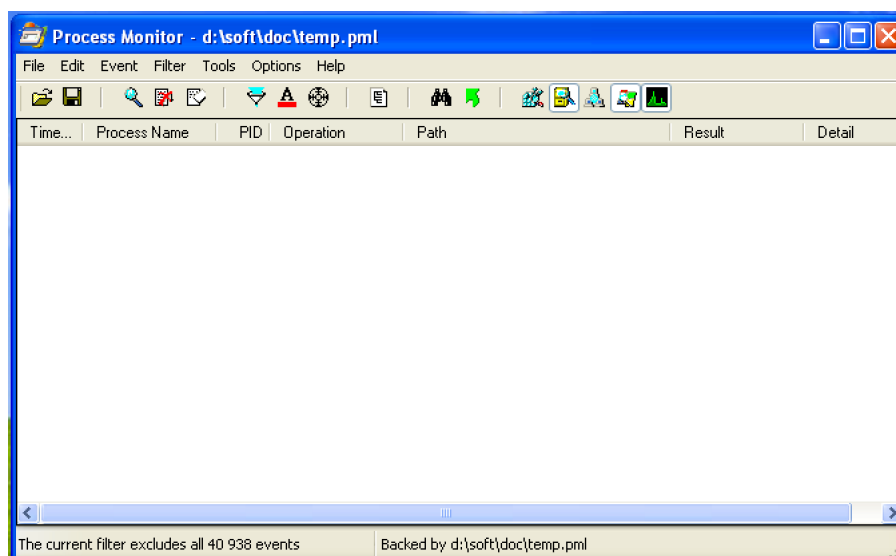 Process Monitor - d:\soft\doc\temp.pml
File Edit Event Filter Tools Options Help
Time... Process Name PID Operation Path Result Detail
The current filter excludes all 40 938 events Backed by d:\soft\doc\temp.pml